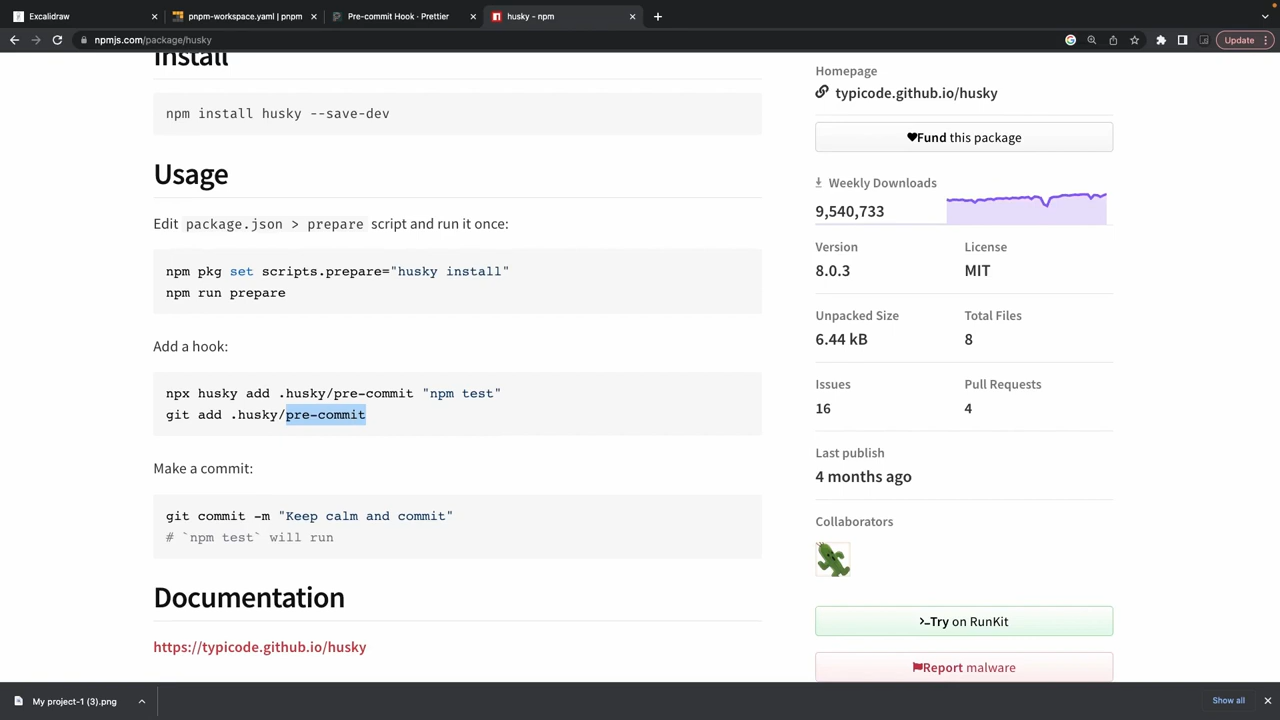 Excalidraw
pnpm-workspace.yaml | pnpm
Pre-commit Hook · Prettier
husky - npm
npmjs.com/package/husky
Update
Install
npm install husky --save-dev
Usage
Edit package.json > prepare script and run it once:
npm pkg set scripts.prepare="husky install"
npm run prepare
Add a hook:
npx husky add .husky/pre-commit "npm test"
git add .husky/pre-commit
Make a commit:
git commit -m "Keep calm and commit"
# `npm test` will run
Documentation
https://typicode.github.io/husky
Homepage
typicode.github.io/husky
Fund this package
Weekly Downloads
9,540,733
Version
License
8.0.3
MIT
Unpacked Size
Total Files
6.44 kB
8
Issues
Pull Requests
16
4
Last publish
4 months ago
Collaborators
Try on RunKit
Report malware
My project-1 (3).png
Show all